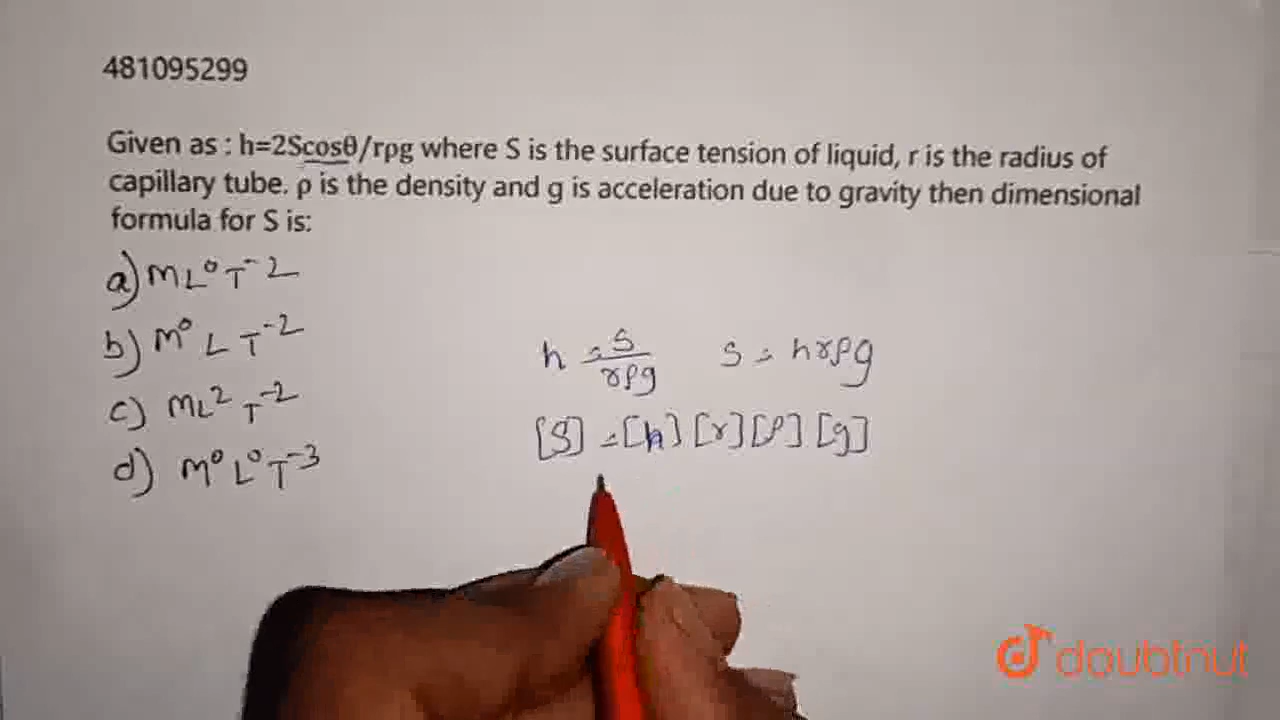 481095299
Given as : h=2Scosθ/rρg where S is the surface tension of liquid, r is the radius of
capillary tube. ρ is the density and g is acceleration due to gravity then dimensional
formula for S is:
a) ML⁰T⁻²
b) M⁰LT⁻²
c) ML²T⁻²
d) M⁰L⁰T⁻³
h = S/rρg S = hrρg
[S] = [h] [r] [ρ] [g]
doubtnut